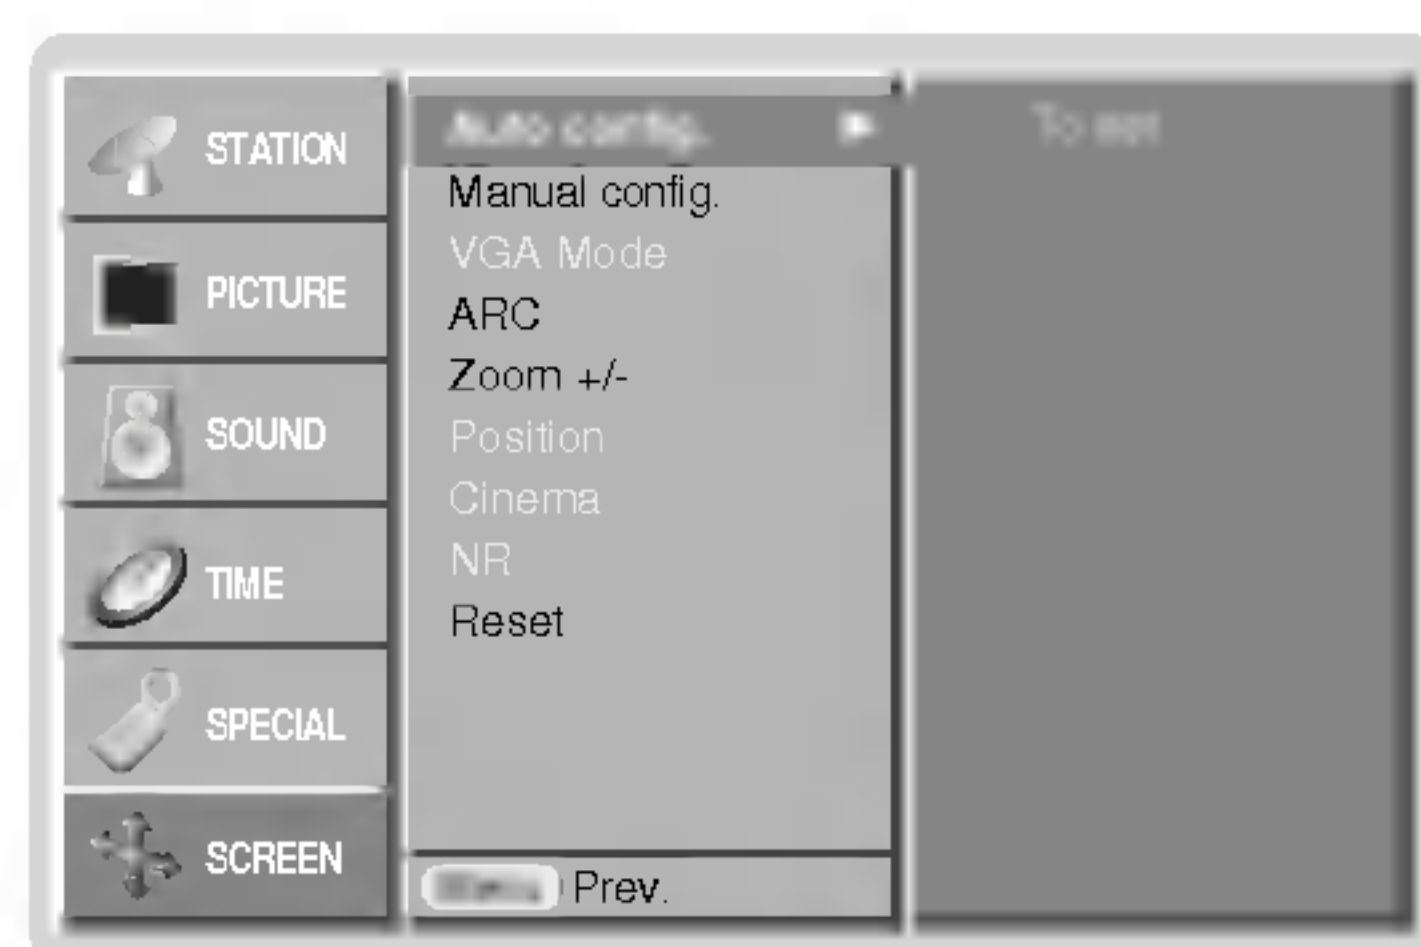 STATION
PICTURE
SOUND
TIME
SPECIAL
SCREEN
Auto config.
Manual config.
VGA Mode
ARC
Zoom +/-
Position
Cinema
NR
Reset
Prev.
To set